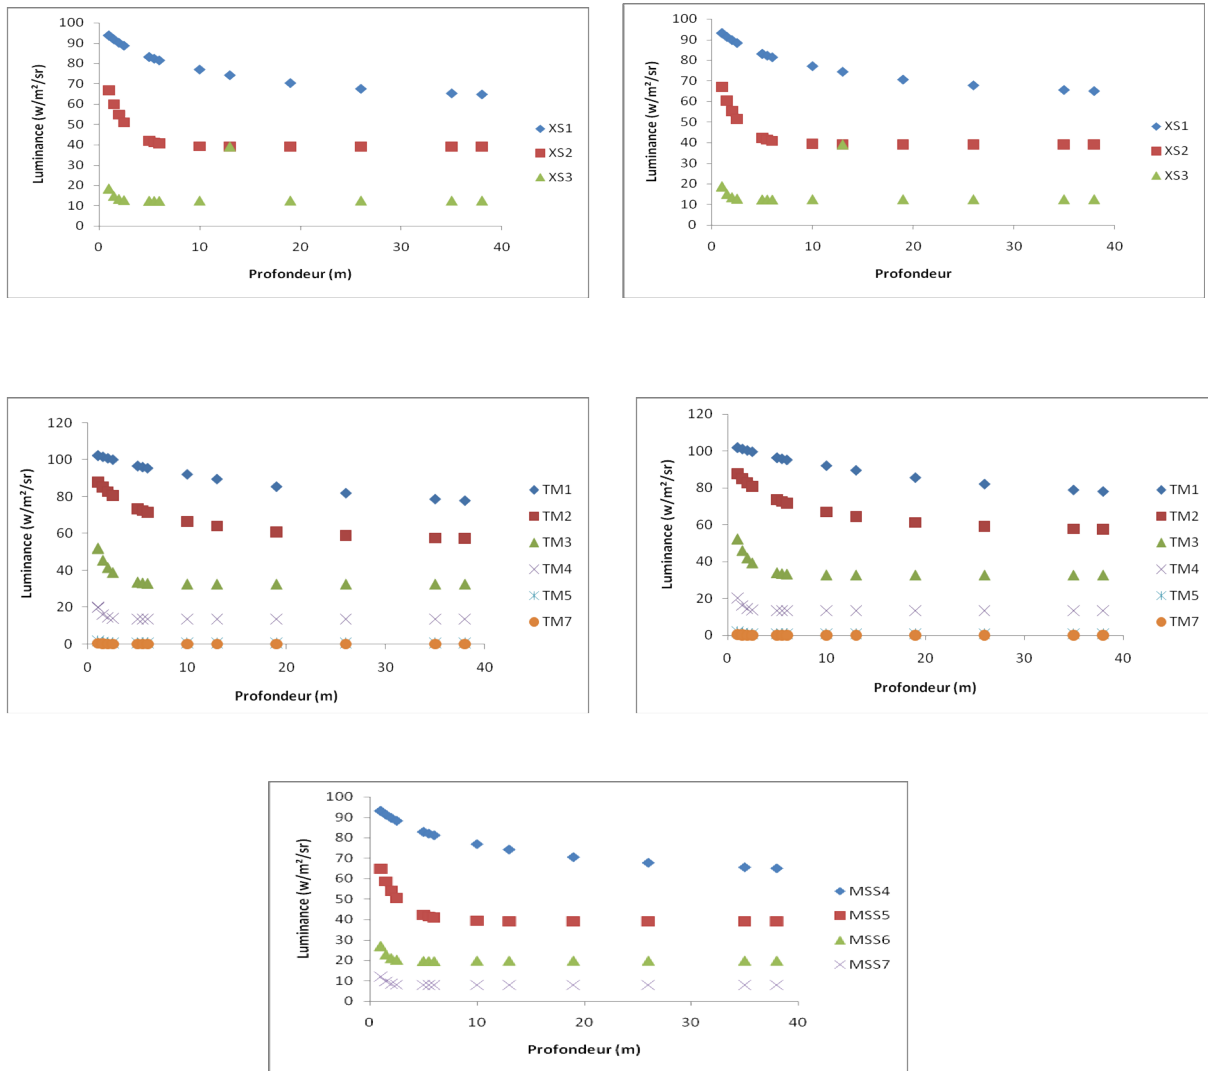 Luminance (w/m²/sr)
100
90
80
70
60
50
40
30
20
10
0
0 10 20 30 40
Profondeur (m)
XS1
XS2
XS3
Luminance (w/m²/sr)
100
90
80
70
60
50
40
30
20
10
0
0 10 20 30 40
Profondeur
XS1
XS2
XS3
Luminance (w/m²/sr)
120
100
80
60
40
20
0
0 10 20 30 40
Profondeur (m)
TM1
TM2
TM3
TM4
TM5
TM7
Luminance (w/m²/sr)
120
100
80
60
40
20
0
0 10 20 30 40
Profondeur (m)
TM1
TM2
TM3
TM4
TM5
TM7
Luminance (w/m²/sr)
100
90
80
70
60
50
40
30
20
10
0
0 10 20 30 40
Profondeur (m)
MSS4
MSS5
MSS6
MSS7